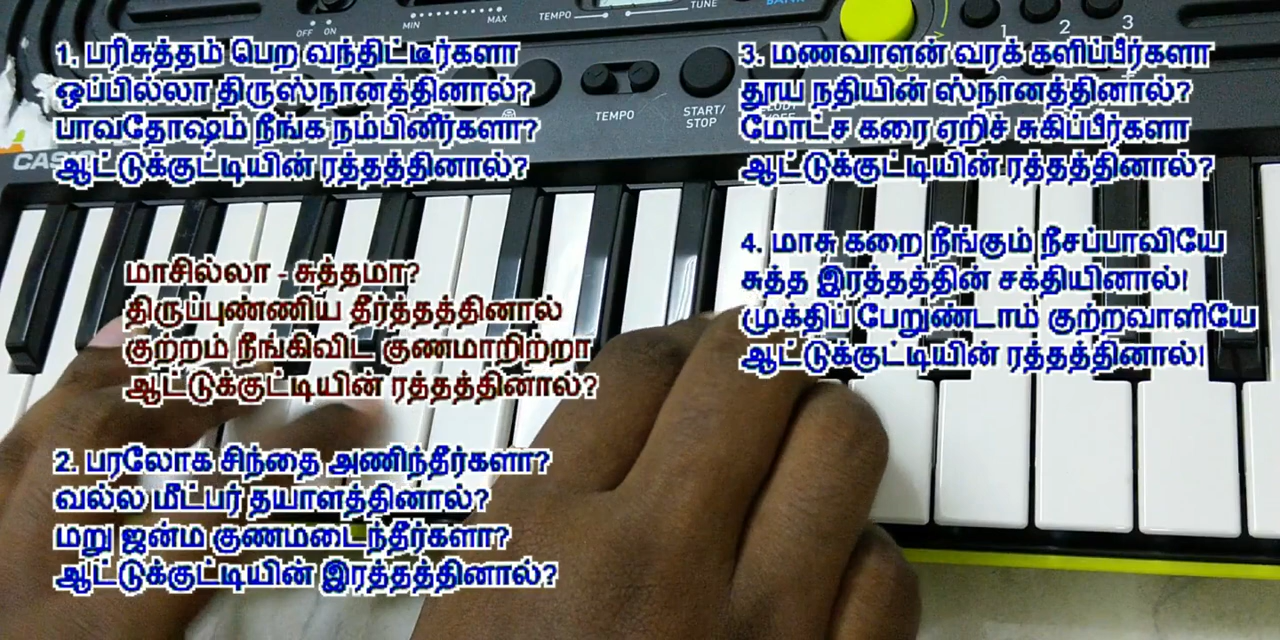 OFF ON
MIN MAX
TEMPO
TUNE
1 2 3
TEMPO
START/
STOP
CASIO
1. பரிசுத்தம் பெற வந்திட்டீர்களா
ஒப்பில்லா திருஸ்நானத்தினால்?
பாவதோஷம் நீங்க நம்பினீர்களா?
ஆட்டுக்குட்டியின் ரத்தத்தினால்?
மாசில்லா - சுத்தமா?
திருப்புண்ணிய தீர்த்தத்தினால்
குற்றம் நீங்கிவிட குணமாறிற்றா
ஆட்டுக்குட்டியின் ரத்தத்தினால்?
2. பரலோக சிந்தை அணிந்தீர்களா?
வல்ல மீட்பர் தயாளத்தினால்?
மறு ஜன்ம குணமடைந்தீர்களா?
ஆட்டுக்குட்டியின் இரத்தத்தினால்?
3. மணவாளன் வரக் களிப்பீர்களா
தூய நதியின் ஸ்நானத்தினால்?
மோட்ச கரை ஏறிச் சுகிப்பீர்களா
ஆட்டுக்குட்டியின் ரத்தத்தினால்?
4. மாசு கறை நீங்கும் நீசப்பாவியே
சுத்த இரத்தத்தின் சக்தியினால்!
முக்திப் பேறுண்டாம் குற்றவாளியே
ஆட்டுக்குட்டியின் ரத்தத்தினால்!